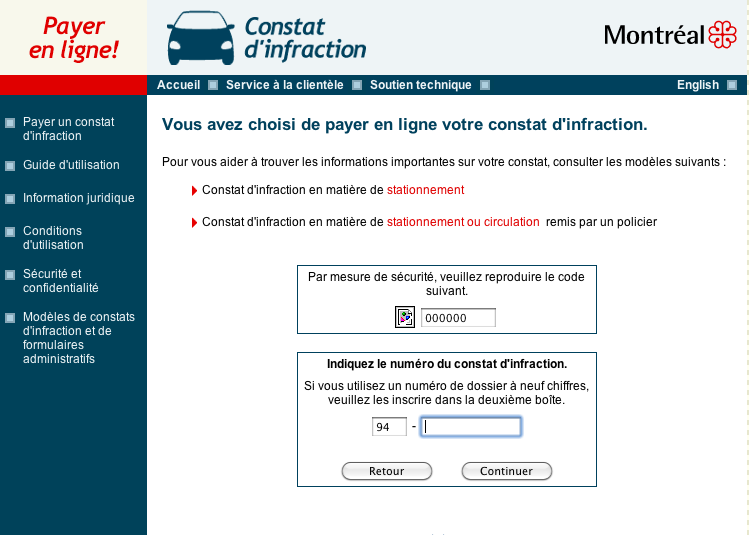 Payer
en ligne!
Constat
d'infraction
Montréal
Accueil Service à la clientèle Soutien technique English
Payer un constat
d'infraction
Guide d'utilisation
Information juridique
Conditions
d'utilisation
Sécurité et
confidentialité
Modèles de constats
d'infraction et de
formulaires
administratifs
Vous avez choisi de payer en ligne votre constat d'infraction.
Pour vous aider à trouver les informations importantes sur votre constat, consulter les modèles suivants :
Constat d'infraction en matière de stationnement
Constat d'infraction en matière de stationnement ou circulation remis par un policier
Par mesure de sécurité, veuillez reproduire le code
suivant.
000000
Indiquez le numéro du constat d'infraction.
Si vous utilisez un numéro de dossier à neuf chiffres,
veuillez les inscrire dans la deuxième boîte.
94 -
Retour Continuer